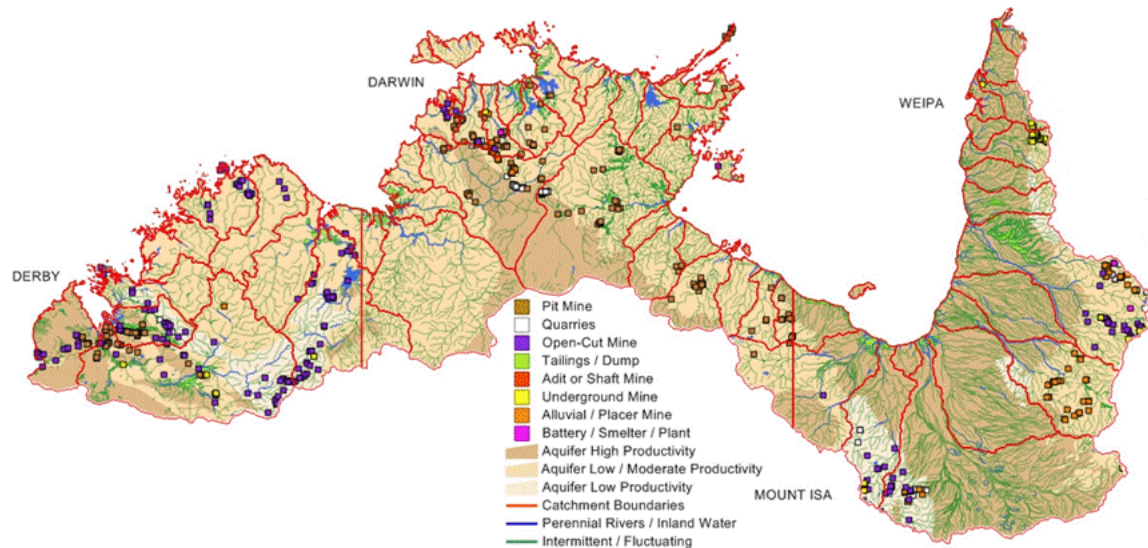 DARWIN
WEIPA
DERBY
MOUNT ISA
Pit Mine
Quarries
Open-Cut Mine
Tailings / Dump
Adit or Shaft Mine
Underground Mine
Alluvial / Placer Mine
Battery / Smelter / Plant
Aquifer High Productivity
Aquifer Low / Moderate Productivity
Aquifer Low Productivity
Catchment Boundaries
Perennial Rivers / Inland Water
Intermittent / Fluctuating